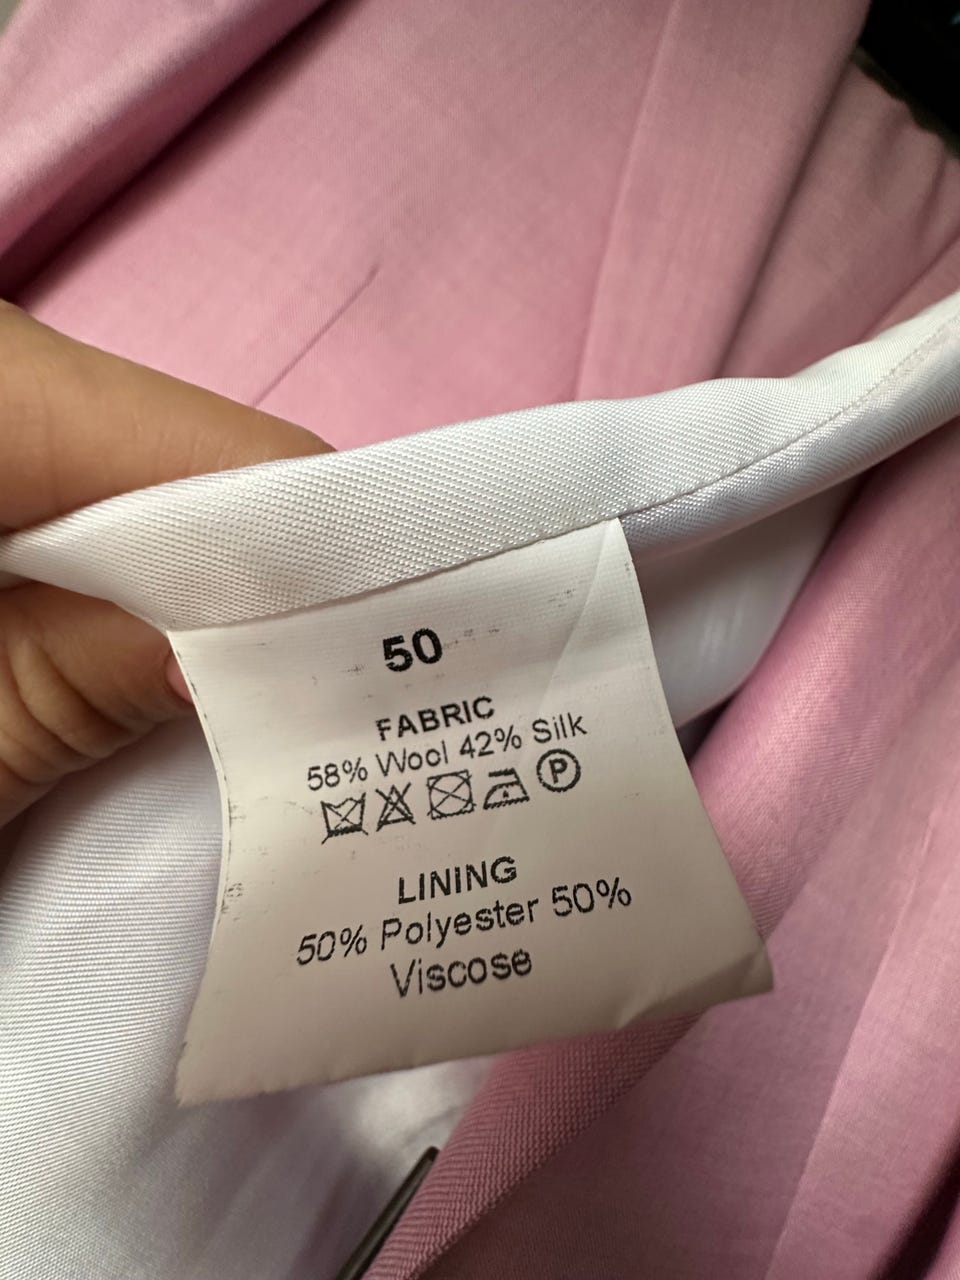 50
FABRIC
58% Wool 42% Silk
P
LINING
50% Polyester 50%
Viscose